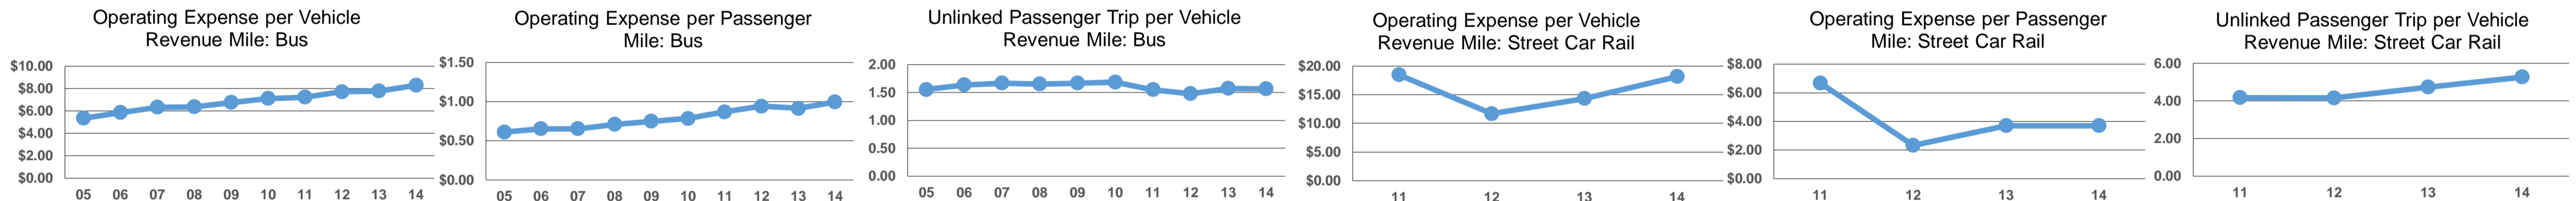 Operating Expense per Vehicle
Revenue Mile: Bus
$10.00
$8.00
$6.00
$4.00
$2.00
$0.00
05 06 07 08 09 10 11 12 13 14
Operating Expense per Passenger
Mile: Bus
$1.50
$1.00
$0.50
$0.00
05 06 07 08 09 10 11 12 13 14
Unlinked Passenger Trip per Vehicle
Revenue Mile: Bus
2.00
1.50
1.00
0.50
0.00
05 06 07 08 09 10 11 12 13 14
Operating Expense per Vehicle
Revenue Mile: Street Car Rail
$20.00
$15.00
$10.00
$5.00
$0.00
11 12 13 14
Operating Expense per Passenger
Mile: Street Car Rail
$8.00
$6.00
$4.00
$2.00
$0.00
11 12 13 14
Unlinked Passenger Trip per Vehicle
Revenue Mile: Street Car Rail
6.00
4.00
2.00
0.00
11 12 13 14